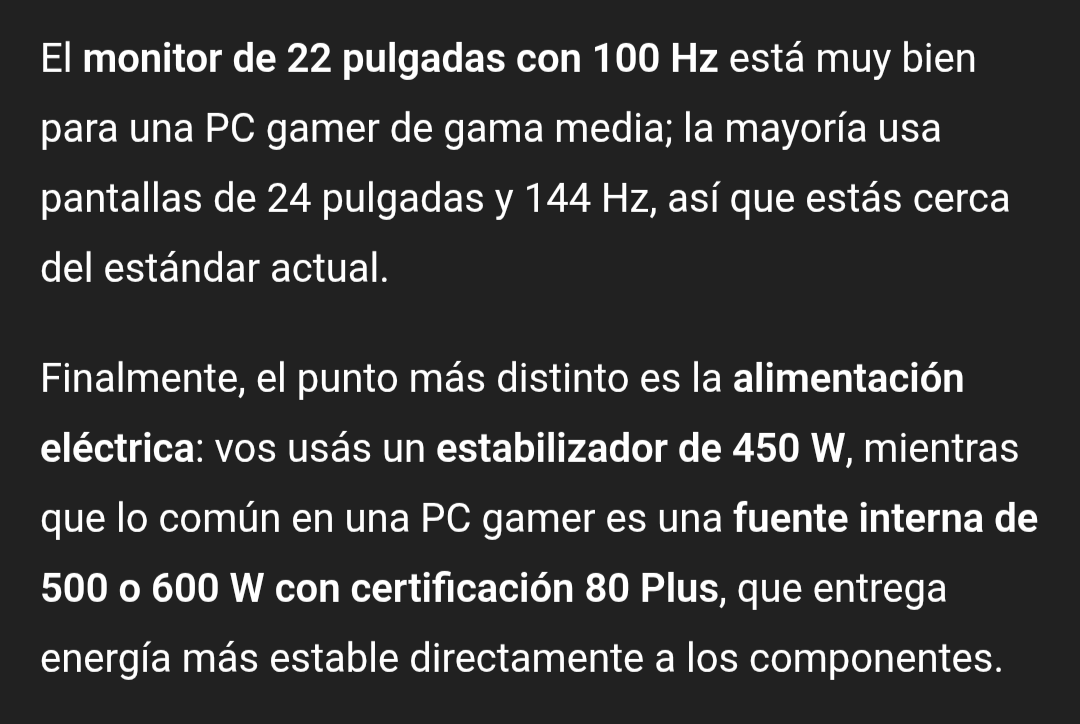 El monitor de 22 pulgadas con 100 Hz está muy bien
para una PC gamer de gama media; la mayoría usa
pantallas de 24 pulgadas y 144 Hz, así que estás cerca
del estándar actual.
Finalmente, el punto más distinto es la alimentación
eléctrica: vos usás un estabilizador de 450 W, mientras
que lo común en una PC gamer es una fuente interna de
500 o 600 W con certificación 80 Plus, que entrega
energía más estable directamente a los componentes.